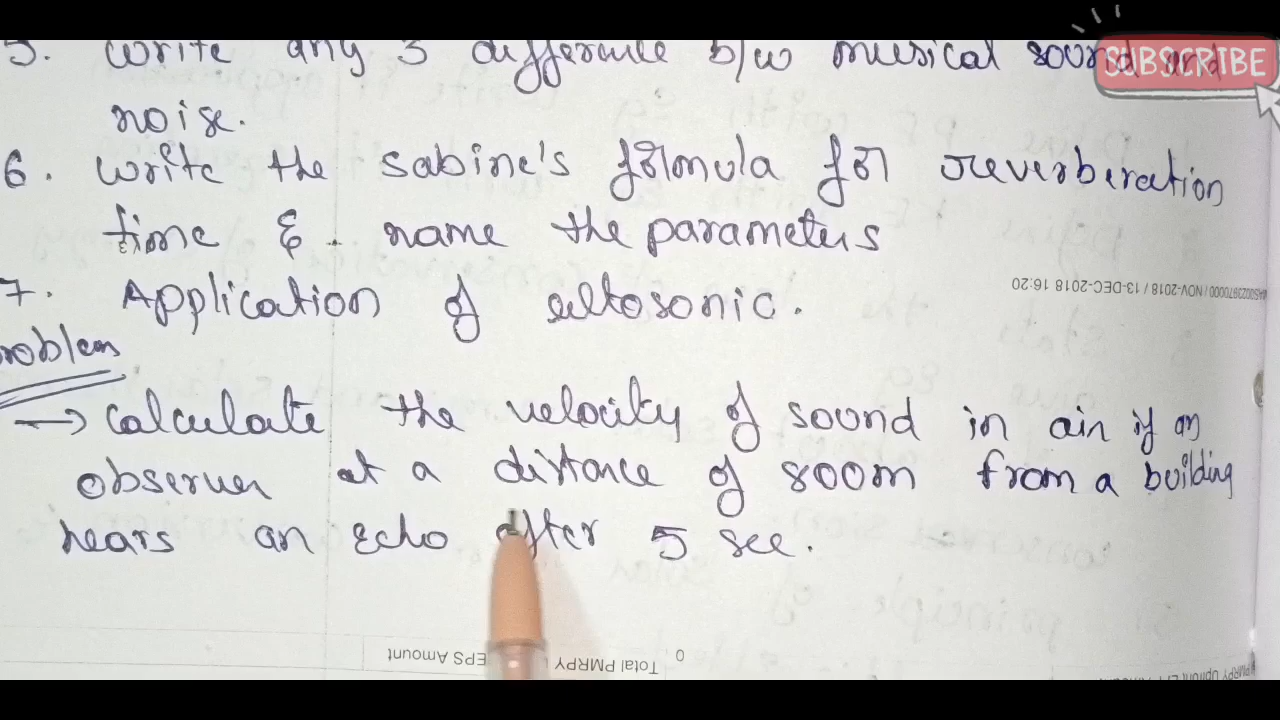 5. Write any 3 difference b/w musical sound and
SUBSCRIBE
noise.
6. Write the sabine's formula for reverberation
time & name the parameters
7. Application of ultosonic.
roblem
→ Calculate the velocity of sound in air if an
observer at a distance of 800m from a building
hears an Echo after 5 sec.
NOV-2018 / 13-DEC-2018 16:20
Total PMRPY
EPS Amount
0